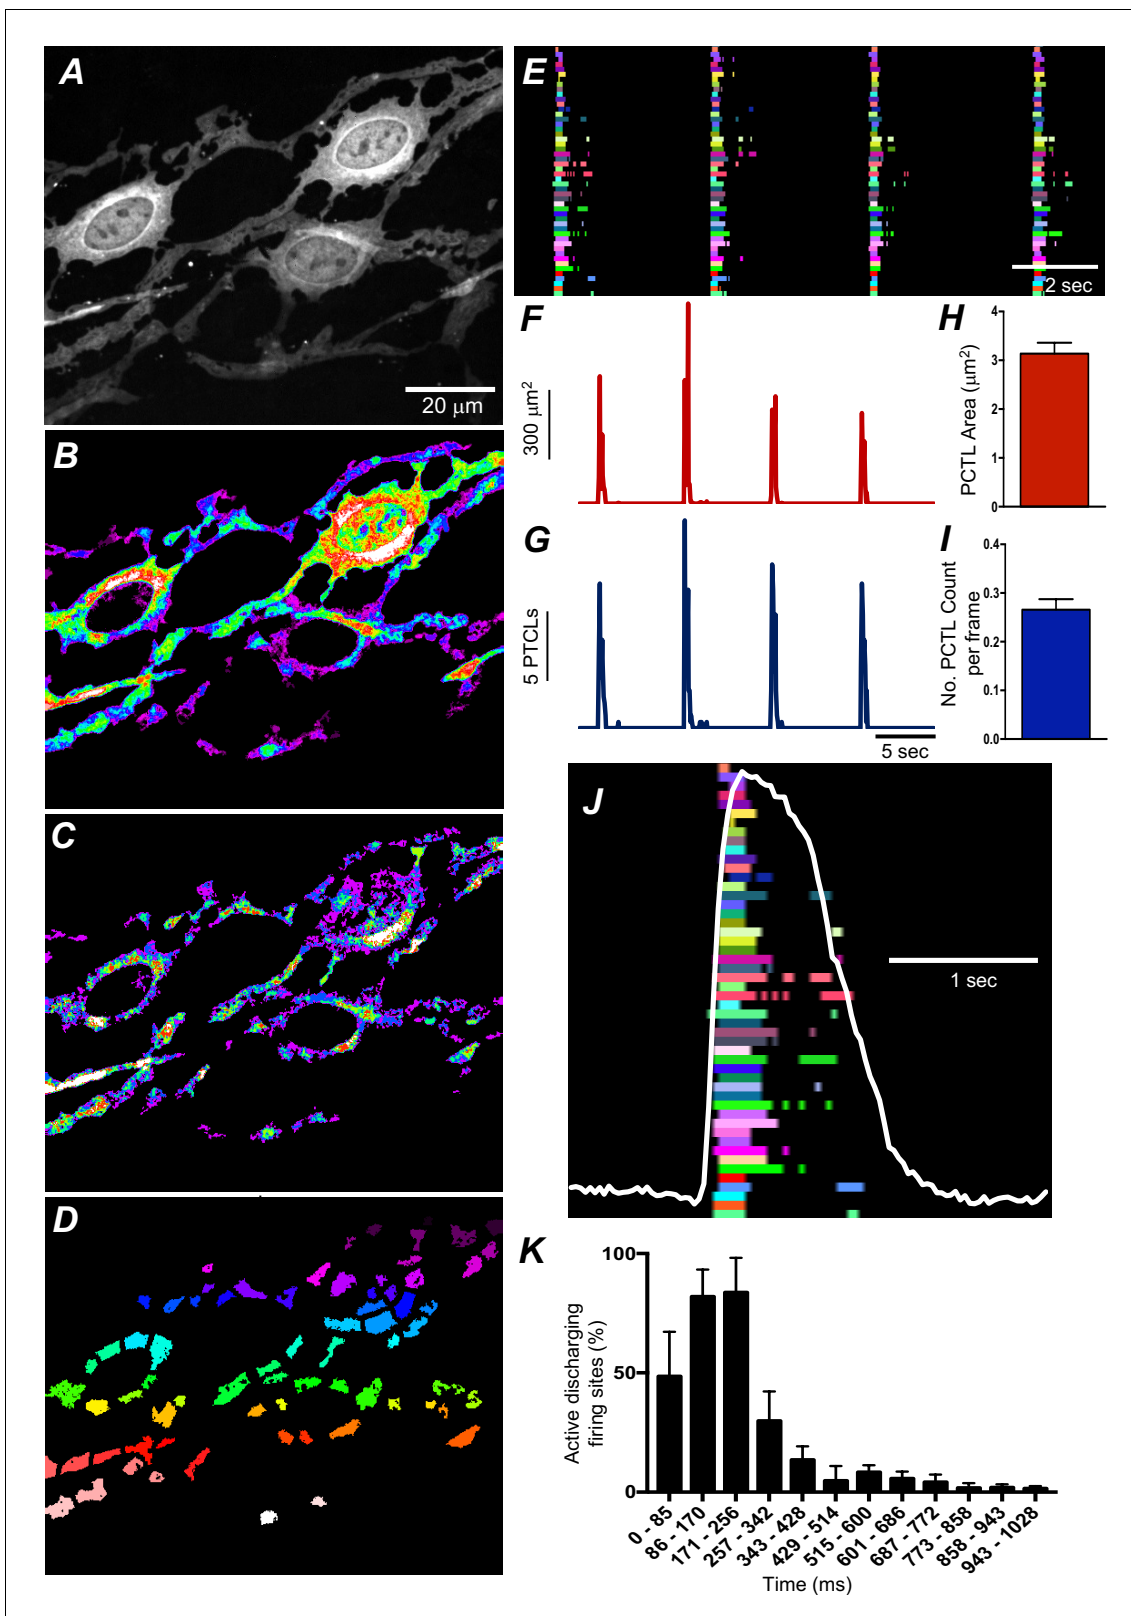 A
20 μm
B
C
D
E
2 sec
F
300 μm²
G
5 PTCLs
5 sec
H
PCTL Area (μm²)
4
3
2
1
0
I
No. PCTL Count
per frame
0.4
0.3
0.2
0.1
0.0
J
1 sec
K
Active discharging
firing sites (%)
100
50
0
0 - 85
86 - 170
171 - 256
257 - 342
343 - 428
429 - 514
515 - 600
601 - 686
687 - 772
773 - 858
858 - 943
943 - 1028
Time (ms)